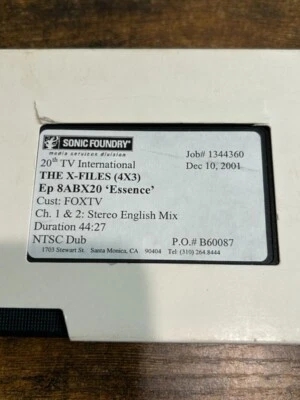 SONIC FOUNDRY
media services division
Job# 1344360
20th TV International Dec 10, 2001
THE X-FILES (4X3)
Ep 8ABX20 'Essence'
Cust: FOXTV
Ch. 1 & 2: Stereo English Mix
Duration 44:27
NTSC Dub P.O.# B60087
1703 Stewart St. Santa Monica, CA 90404 Tel: (310) 264.8444